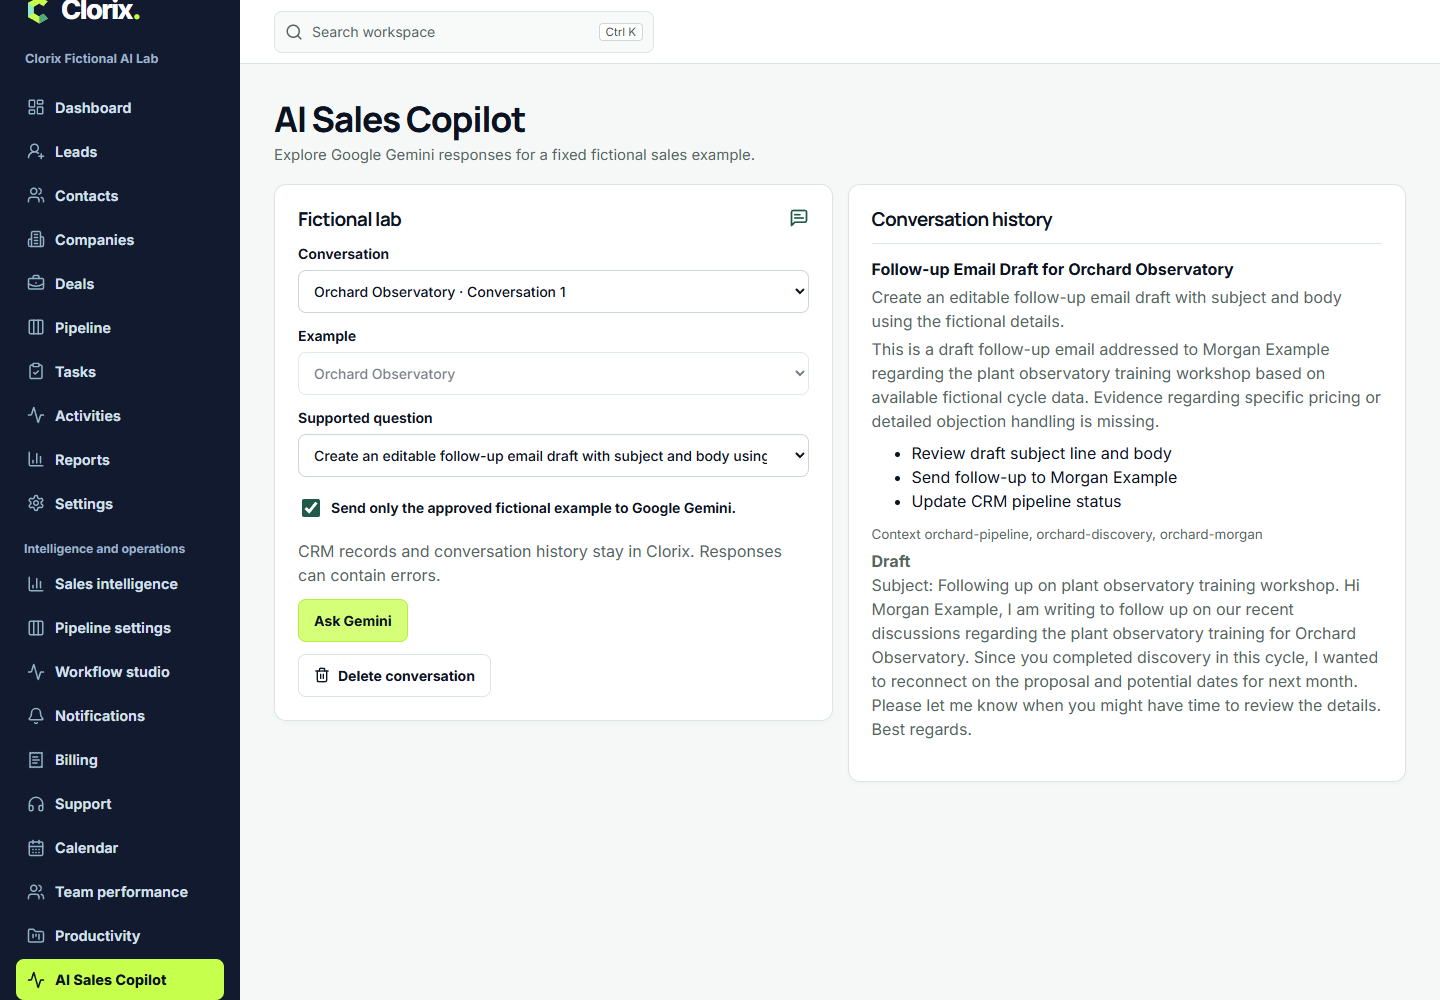 Clorix.
Clorix Fictional AI Lab
Dashboard
Leads
Contacts
Companies
Deals
Pipeline
Tasks
Activities
Reports
Settings
Intelligence and operations
Sales intelligence
Pipeline settings
Workflow studio
Notifications
Billing
Support
Calendar
Team performance
Productivity
AI Sales Copilot
Search workspace
Ctrl K
AI Sales Copilot
Explore Google Gemini responses for a fixed fictional sales example.
Fictional lab
Conversation
Orchard Observatory · Conversation 1
Example
Orchard Observatory
Supported question
Create an editable follow-up email draft with subject and body using
Send only the approved fictional example to Google Gemini.
CRM records and conversation history stay in Clorix. Responses
can contain errors.
Ask Gemini
Delete conversation
Conversation history
Follow-up Email Draft for Orchard Observatory
Create an editable follow-up email draft with subject and body
using the fictional details.
This is a draft follow-up email addressed to Morgan Example
regarding the plant observatory training workshop based on
available fictional cycle data. Evidence regarding specific pricing or
detailed objection handling is missing.
• Review draft subject line and body
• Send follow-up to Morgan Example
• Update CRM pipeline status
Context orchard-pipeline, orchard-discovery, orchard-morgan
Draft
Subject: Following up on plant observatory training workshop. Hi
Morgan Example, I am writing to follow up on our recent
discussions regarding the plant observatory training for Orchard
Observatory. Since you completed discovery in this cycle, I wanted
to reconnect on the proposal and potential dates for next month.
Please let me know when you might have time to review the details.
Best regards.